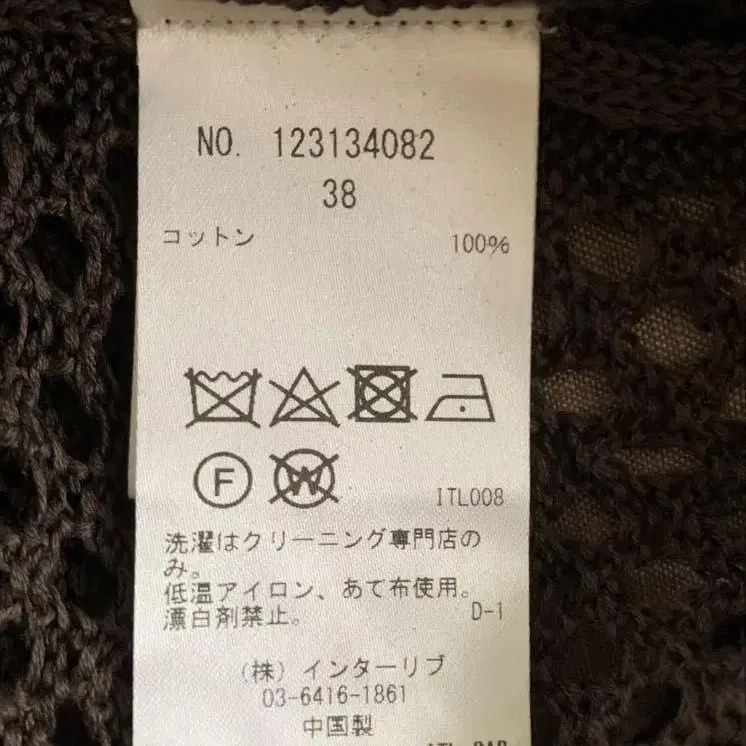 NO. 123134082
38
コットン 100%
F W ITL008
洗濯はクリーニング専門店の
み。
低温アイロン、あて布使用。
漂白剤禁止。 D-1
(株) インターリブ
03-6416-1861
中国製